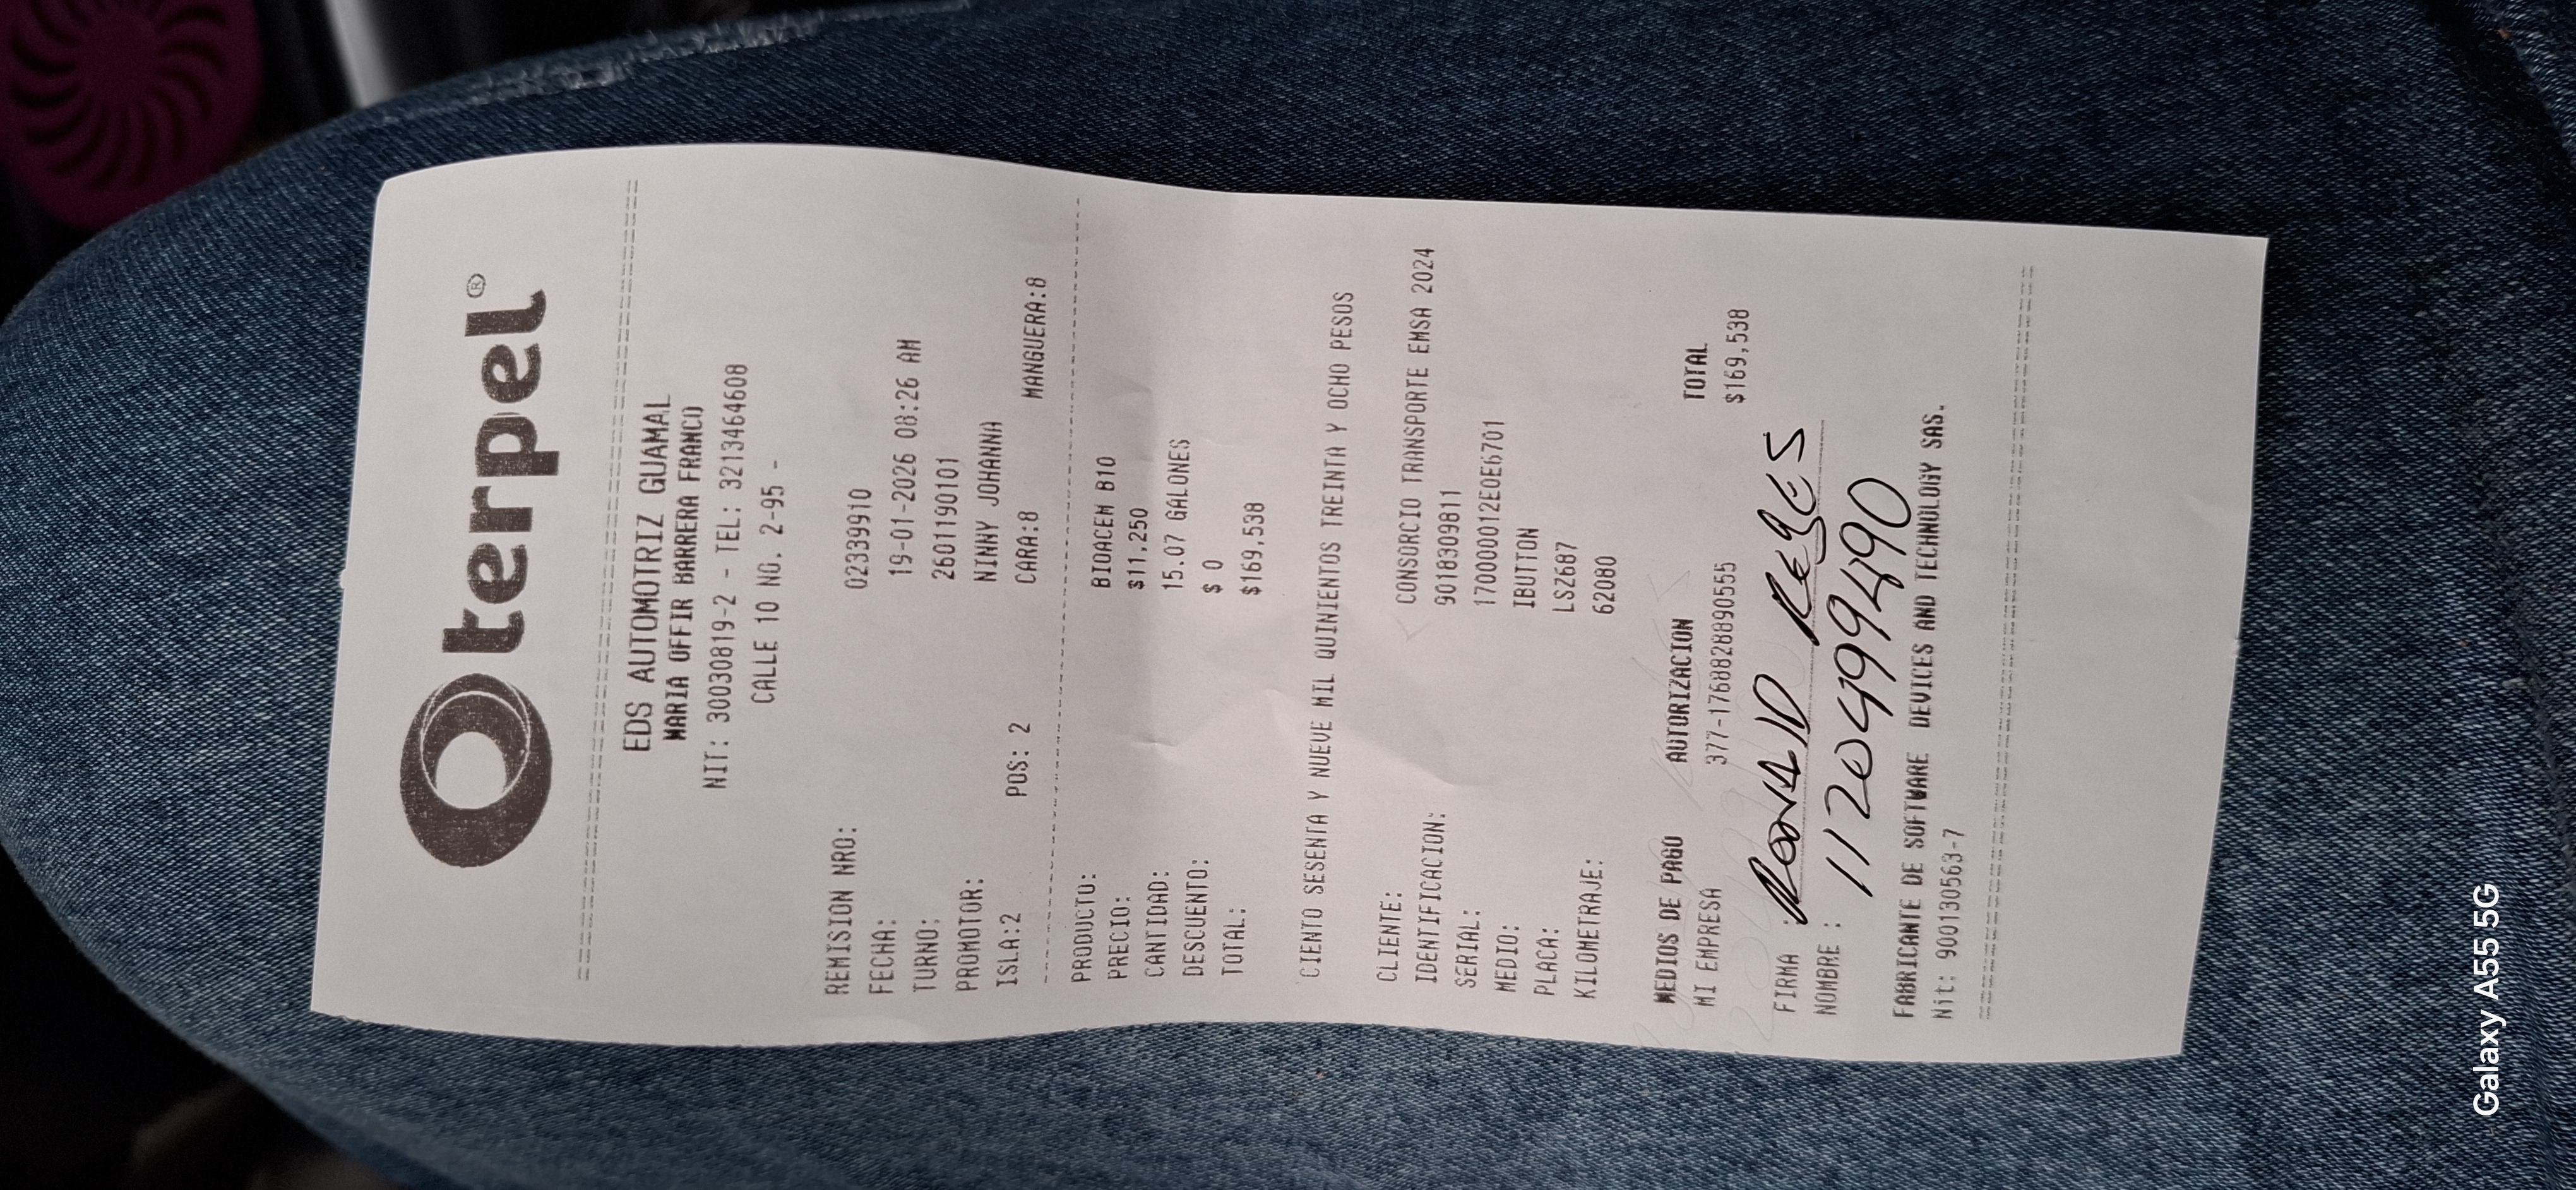 terpel®
EDS AUTOMOTRIZ GUAMAL
MARIA OFFIR BARRERA FRANCO
NIT: 30030819-2 - TEL: 3213464608
CALLE 10 NO. 2-95 -
REMISION NRO: 02339910
FECHA: 19-01-2026 08:26 AM
TURNO: 2601190101
PROMOTOR: NINNY JOHANNA
ISLA:2 POS: 2 CARA:8 MANGUERA:8
PRODUCTO: BIOACEM B10
PRECIO: $11,250
CANTIDAD: 15.07 GALONES
DESCUENTO: $ 0
TOTAL: $169,538
CIENTO SESENTA Y NUEVE MIL QUINIENTOS TREINTA Y OCHO PESOS
CLIENTE: CONSORCIO TRANSPORTE EMSA 2024
IDENTIFICACION: 9018309811
SERIAL: 170000012E0E6701
MEDIO: IBUTTON
PLACA: LSZ687
KILOMETRAJE: 62080
MEDIOS DE PAGO AUTORIZACION TOTAL
MI EMPRESA 377-1768828890555 $169,538
FIRMA : RONALD REYES
NOMBRE : 1120499490
FABRICANTE DE SOFTWARE DEVICES AND TECHNOLOGY SAS.
Nit: 900130563-7
Galaxy A55 5G